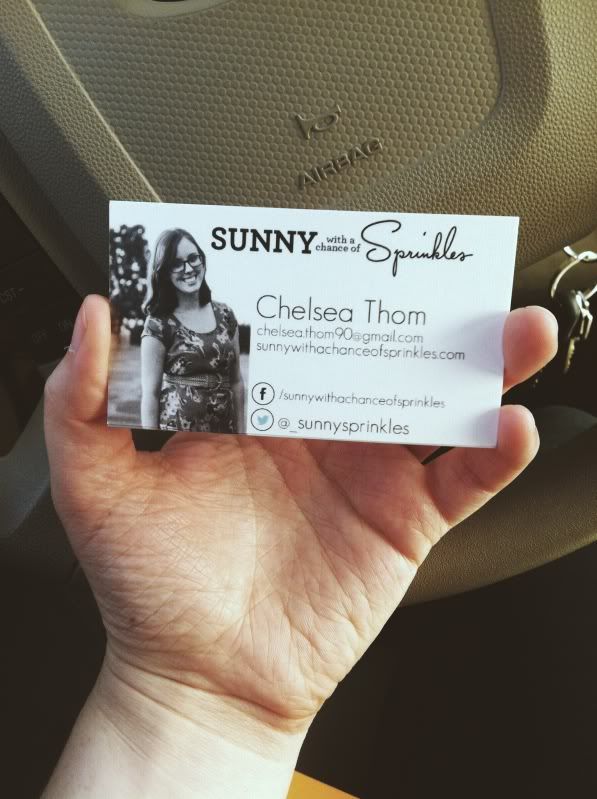 AIRBAG
SUNNY with a chance of Sprinkles
Chelsea Thom
chelsea.thom90@gmail.com
sunnywithachanceofsprinkles.com
f /sunnywithachanceofsprinkles
@_sunnysprinkles